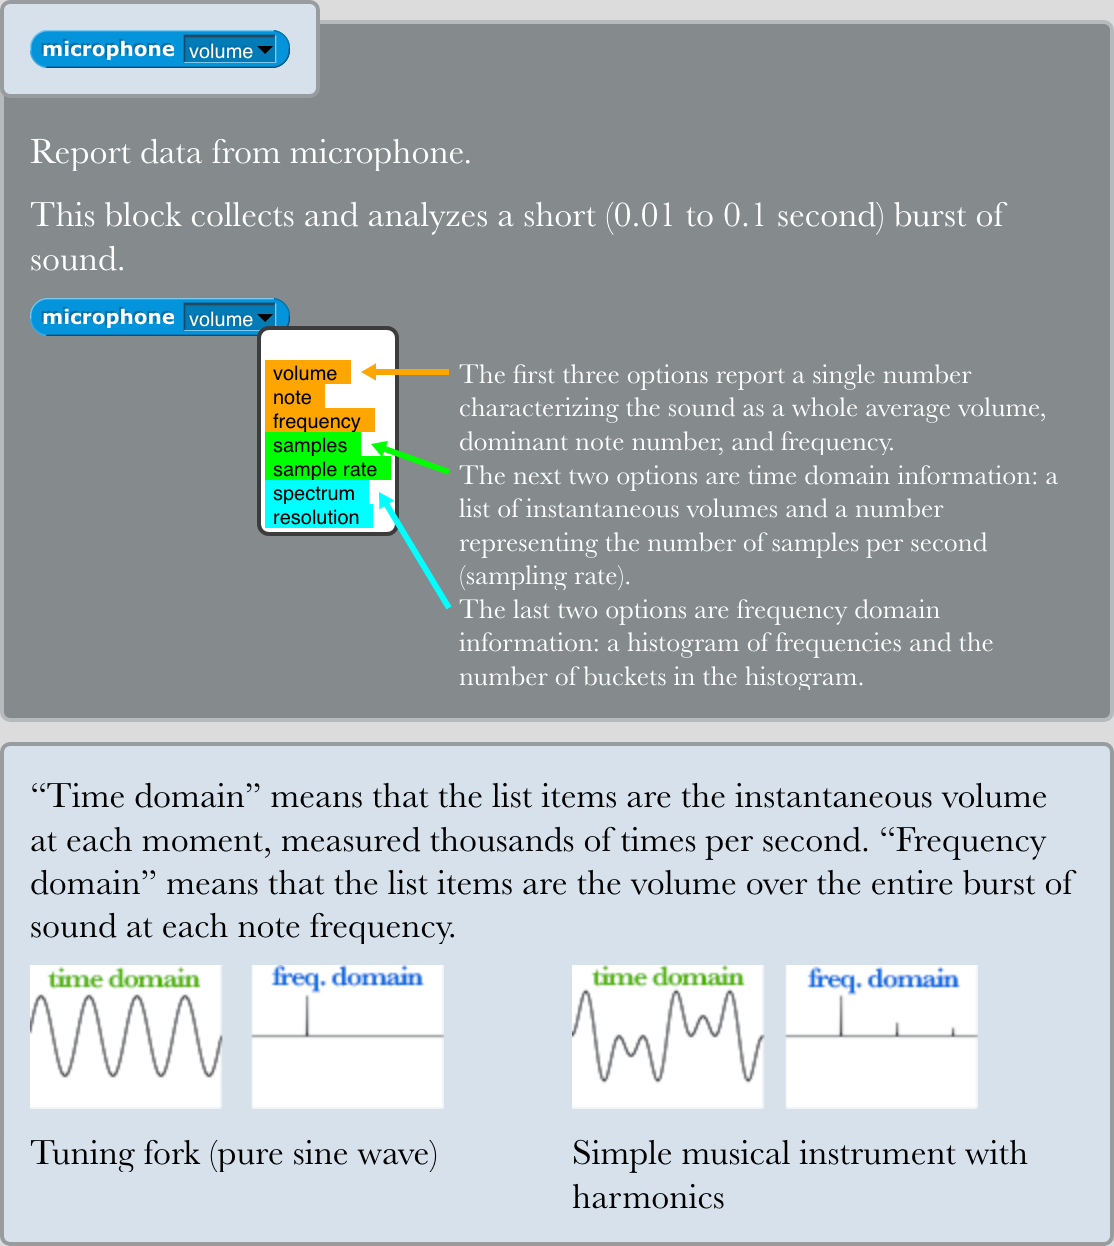 microphone volume
Report data from microphone.
This block collects and analyzes a short (0.01 to 0.1 second) burst of
sound.
microphone volume
volume
note
frequency
samples
sample rate
spectrum
resolution
The first three options report a single number
characterizing the sound as a whole average volume,
dominant note number, and frequency.
The next two options are time domain information: a
list of instantaneous volumes and a number
representing the number of samples per second
(sampling rate).
The last two options are frequency domain
information: a histogram of frequencies and the
number of buckets in the histogram.
“Time domain” means that the list items are the instantaneous volume
at each moment, measured thousands of times per second. “Frequency
domain” means that the list items are the volume over the entire burst of
sound at each note frequency.
time domain
freq. domain
time domain
freq. domain
Tuning fork (pure sine wave)
Simple musical instrument with
harmonics